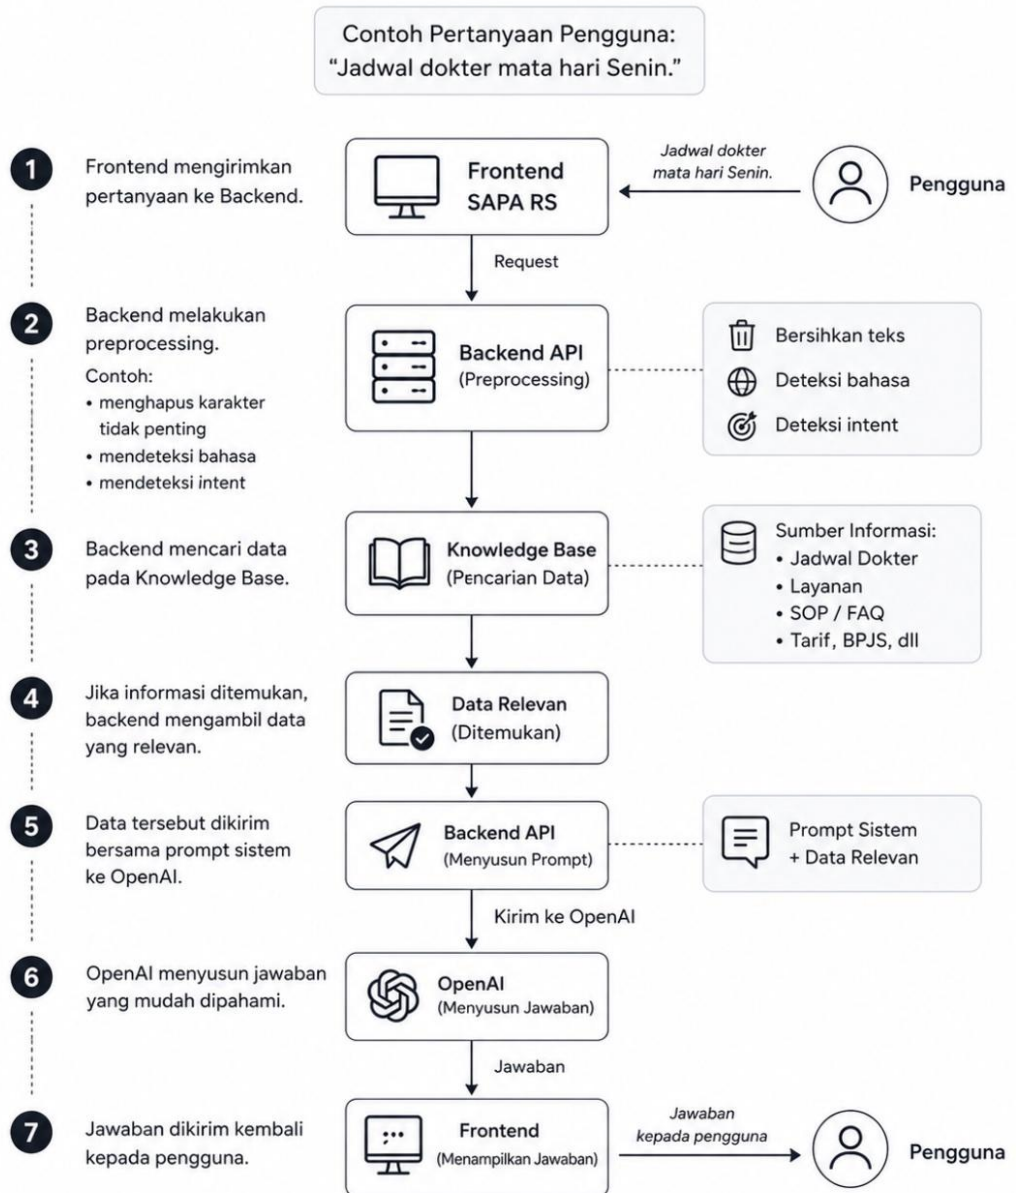 Contoh Pertanyaan Pengguna:
“Jadwal dokter mata hari Senin.”
1
Frontend mengirimkan
pertanyaan ke Backend.
Frontend
SAPA RS
Jadwal dokter
mata hari Senin.
Pengguna
Request
2
Backend melakukan
preprocessing.
Contoh:
• menghapus karakter
tidak penting
• mendeteksi bahasa
• mendeteksi intent
Backend API
(Preprocessing)
Bersihkan teks
Deteksi bahasa
Deteksi intent
3
Backend mencari data
pada Knowledge Base.
Knowledge Base
(Pencarian Data)
Sumber Informasi:
• Jadwal Dokter
• Layanan
• SOP / FAQ
• Tarif, BPJS, dll
4
Jika informasi ditemukan,
backend mengambil data
yang relevan.
Data Relevan
(Ditemukan)
5
Data tersebut dikirim
bersama prompt sistem
ke OpenAI.
Backend API
(Menyusun Prompt)
Prompt Sistem
+ Data Relevan
Kirim ke OpenAI
6
OpenAI menyusun jawaban
yang mudah dipahami.
OpenAI
(Menyusun Jawaban)
Jawaban
7
Jawaban dikirim kembali
kepada pengguna.
Frontend
(Menampilkan Jawaban)
Jawaban
kepada pengguna
Pengguna